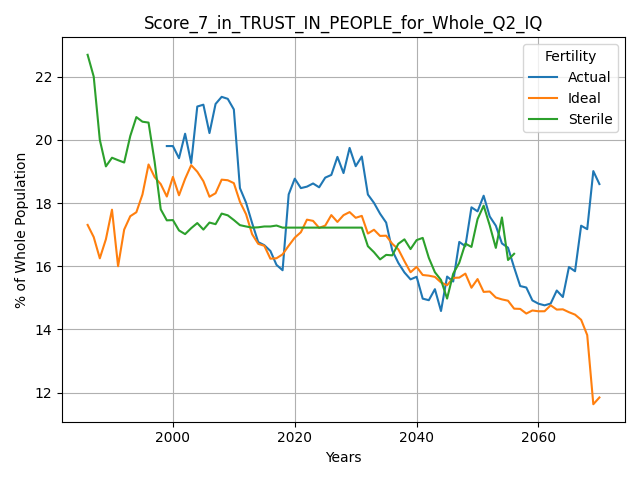 Score_7_in_TRUST_IN_PEOPLE_for_Whole_Q2_IQ
Fertility
Actual
Ideal
Sterile
% of Whole Population
22
20
18
16
14
12
2000
2020
2040
2060
Years